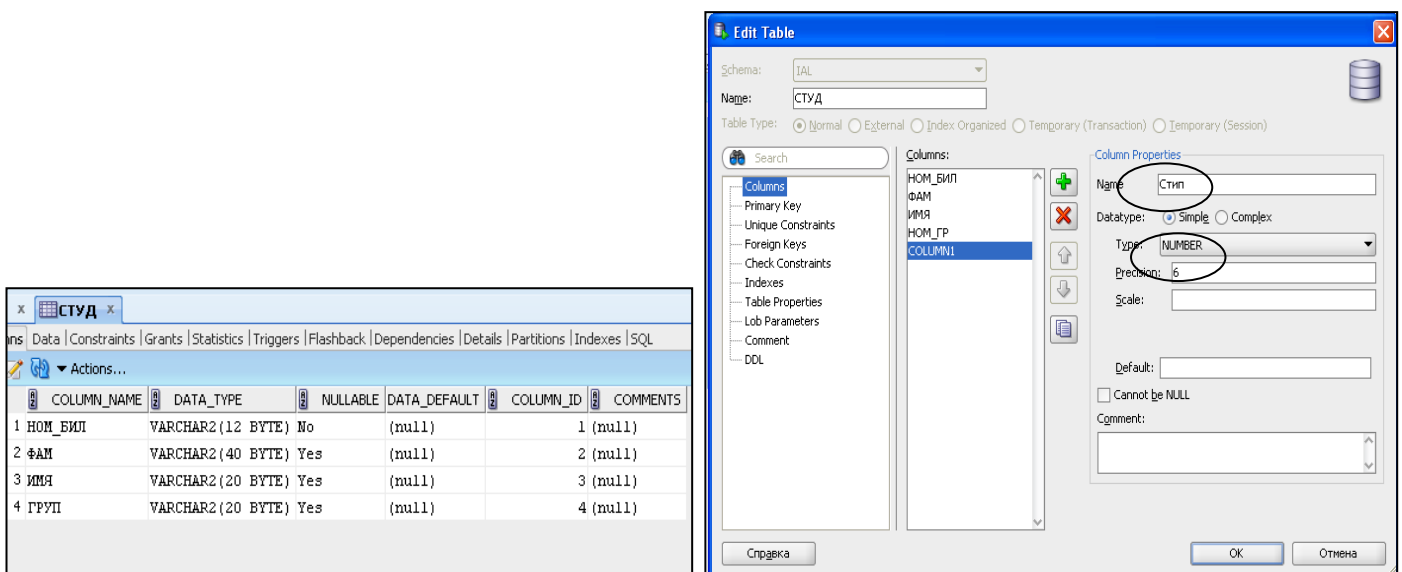 x СТУД x
ns Data Constraints Grants Statistics Triggers Flashback Dependencies Details Partitions Indexes SQL
Actions...
COLUMN_NAME DATA_TYPE NULLABLE DATA_DEFAULT COLUMN_ID COMMENTS
1 НОМ_БИЛ VARCHAR2(12 BYTE) No (null) 1 (null)
2 ФАМ VARCHAR2(40 BYTE) Yes (null) 2 (null)
3 ИМЯ VARCHAR2(20 BYTE) Yes (null) 3 (null)
4 ГРУП VARCHAR2(20 BYTE) Yes (null) 4 (null)
Edit Table
Schema: IAL
Name: СТУД
Table Type: Normal External Index Organized Temporary (Transaction) Temporary (Session)
Search
Columns
Primary Key
Unique Constraints
Foreign Keys
Check Constraints
Indexes
Table Properties
Lob Parameters
Comment
DDL
Columns:
НОМ_БИЛ
ФАМ
ИМЯ
НОМ_ГР
COLUMN1
Column Properties
Name Стип
Datatype: Simple Complex
Type: NUMBER
Precision: 6
Scale:
Default:
Cannot be NULL
Comment:
Справка OK Отмена